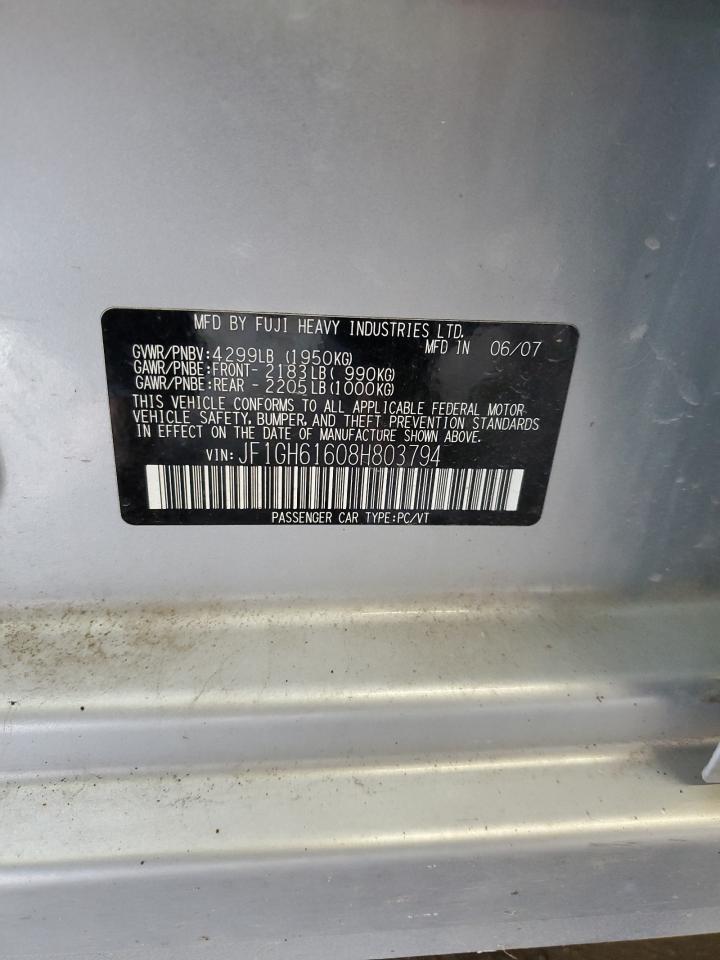 MFD BY FUJI HEAVY INDUSTRIES LTD.
MFD IN 06/07
GVWR/PNBV:4299LB (1950KG)
GAWR/PNBE:FRONT- 2183LB( 990KG)
GAWR/PNBE:REAR - 2205LB(1000KG)
THIS VEHICLE CONFORMS TO ALL APPLICABLE FEDERAL MOTOR
VEHICLE SAFETY, BUMPER, AND THEFT PREVENTION STANDARDS
IN EFFECT ON THE DATE OF MANUFACTURE SHOWN ABOVE.
VIN: JF1GH61608H803794
PASSENGER CAR TYPE:PC/VT